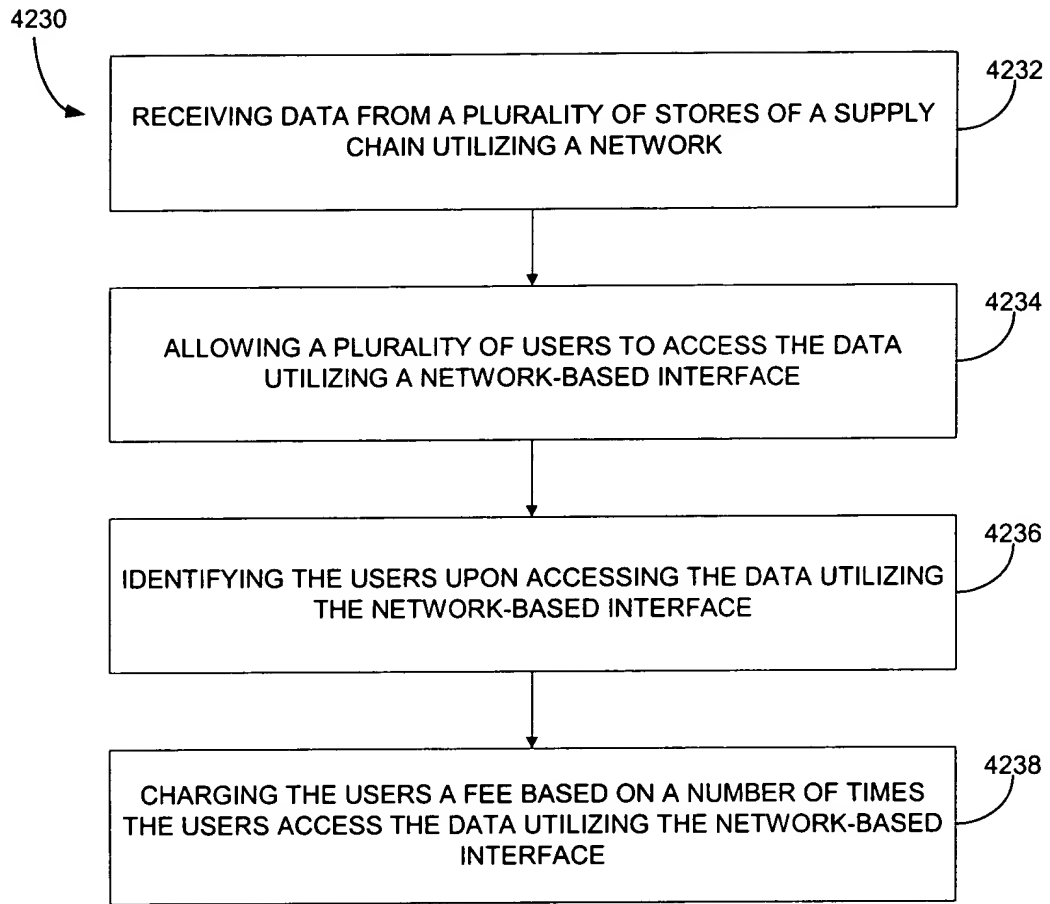 4230
RECEIVING DATA FROM A PLURALITY OF STORES OF A SUPPLY
CHAIN UTILIZING A NETWORK
4232
ALLOWING A PLURALITY OF USERS TO ACCESS THE DATA
UTILIZING A NETWORK-BASED INTERFACE
4234
IDENTIFYING THE USERS UPON ACCESSING THE DATA UTILIZING
THE NETWORK-BASED INTERFACE
4236
CHARGING THE USERS A FEE BASED ON A NUMBER OF TIMES
THE USERS ACCESS THE DATA UTILIZING THE NETWORK-BASED
INTERFACE
4238